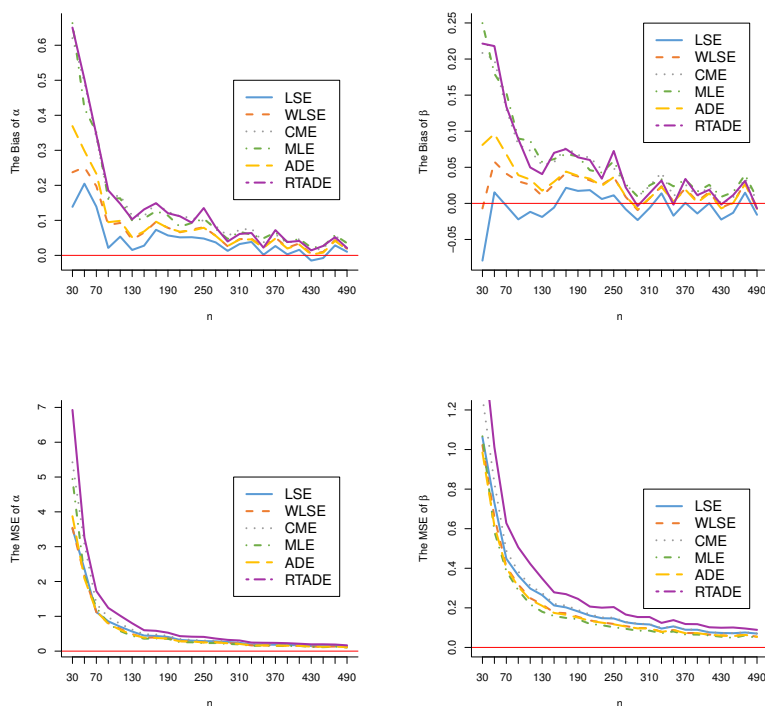 The Bias of α
0.0 0.1 0.2 0.3 0.4 0.5 0.6
30 70 130 190 250 310 370 430 490
n
LSE
WLSE
CME
MLE
ADE
RTADE
The Bias of β
−0.05 0.00 0.05 0.10 0.15 0.20 0.25
30 70 130 190 250 310 370 430 490
n
LSE
WLSE
CME
MLE
ADE
RTADE
The MSE of α
0 1 2 3 4 5 6 7
30 70 130 190 250 310 370 430 490
n
LSE
WLSE
CME
MLE
ADE
RTADE
The MSE of β
0.0 0.2 0.4 0.6 0.8 1.0 1.2
30 70 130 190 250 310 370 430 490
n
LSE
WLSE
CME
MLE
ADE
RTADE